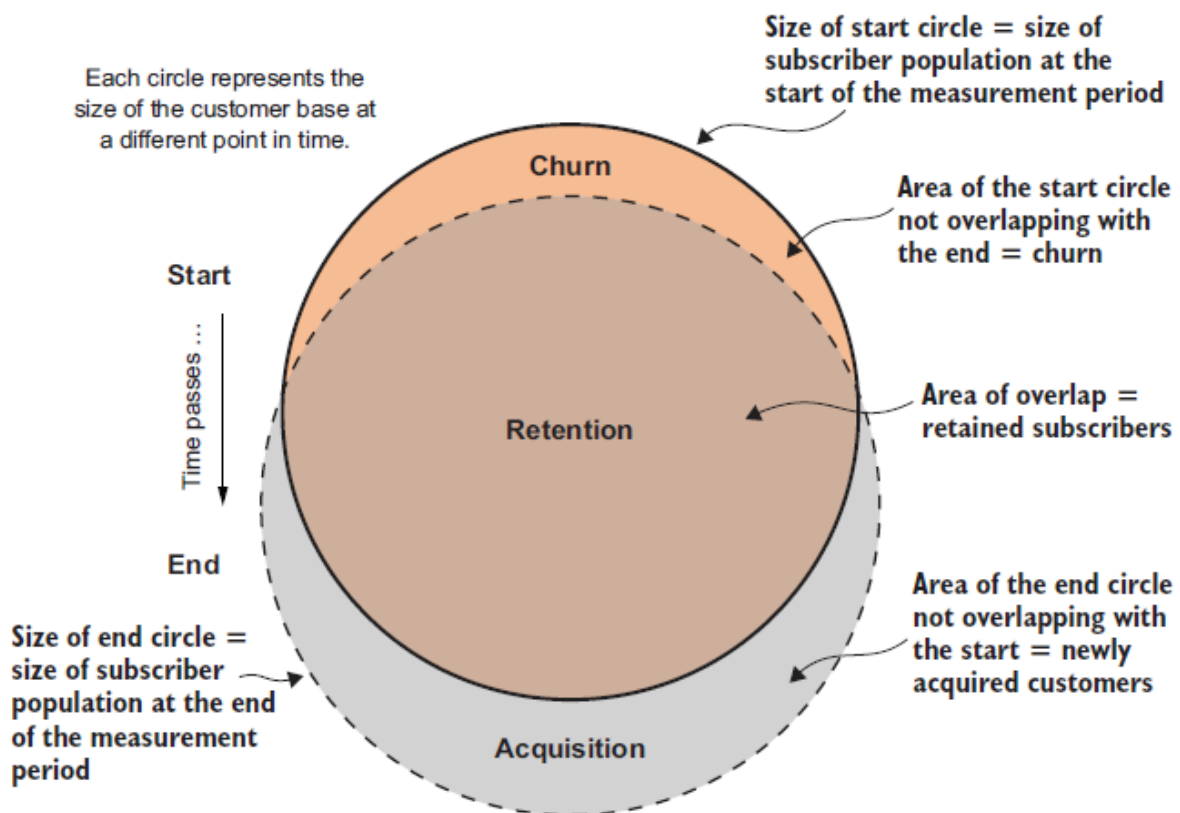 Each circle represents the
size of the customer base at
a different point in time.
Size of start circle = size of
subscriber population at the
start of the measurement period
Churn
Area of the start circle
not overlapping with
the end = churn
Start
Time passes ...
Retention
Area of overlap =
retained subscribers
End
Area of the end circle
not overlapping with
the start = newly
acquired customers
Size of end circle =
size of subscriber
population at the end
of the measurement
period
Acquisition